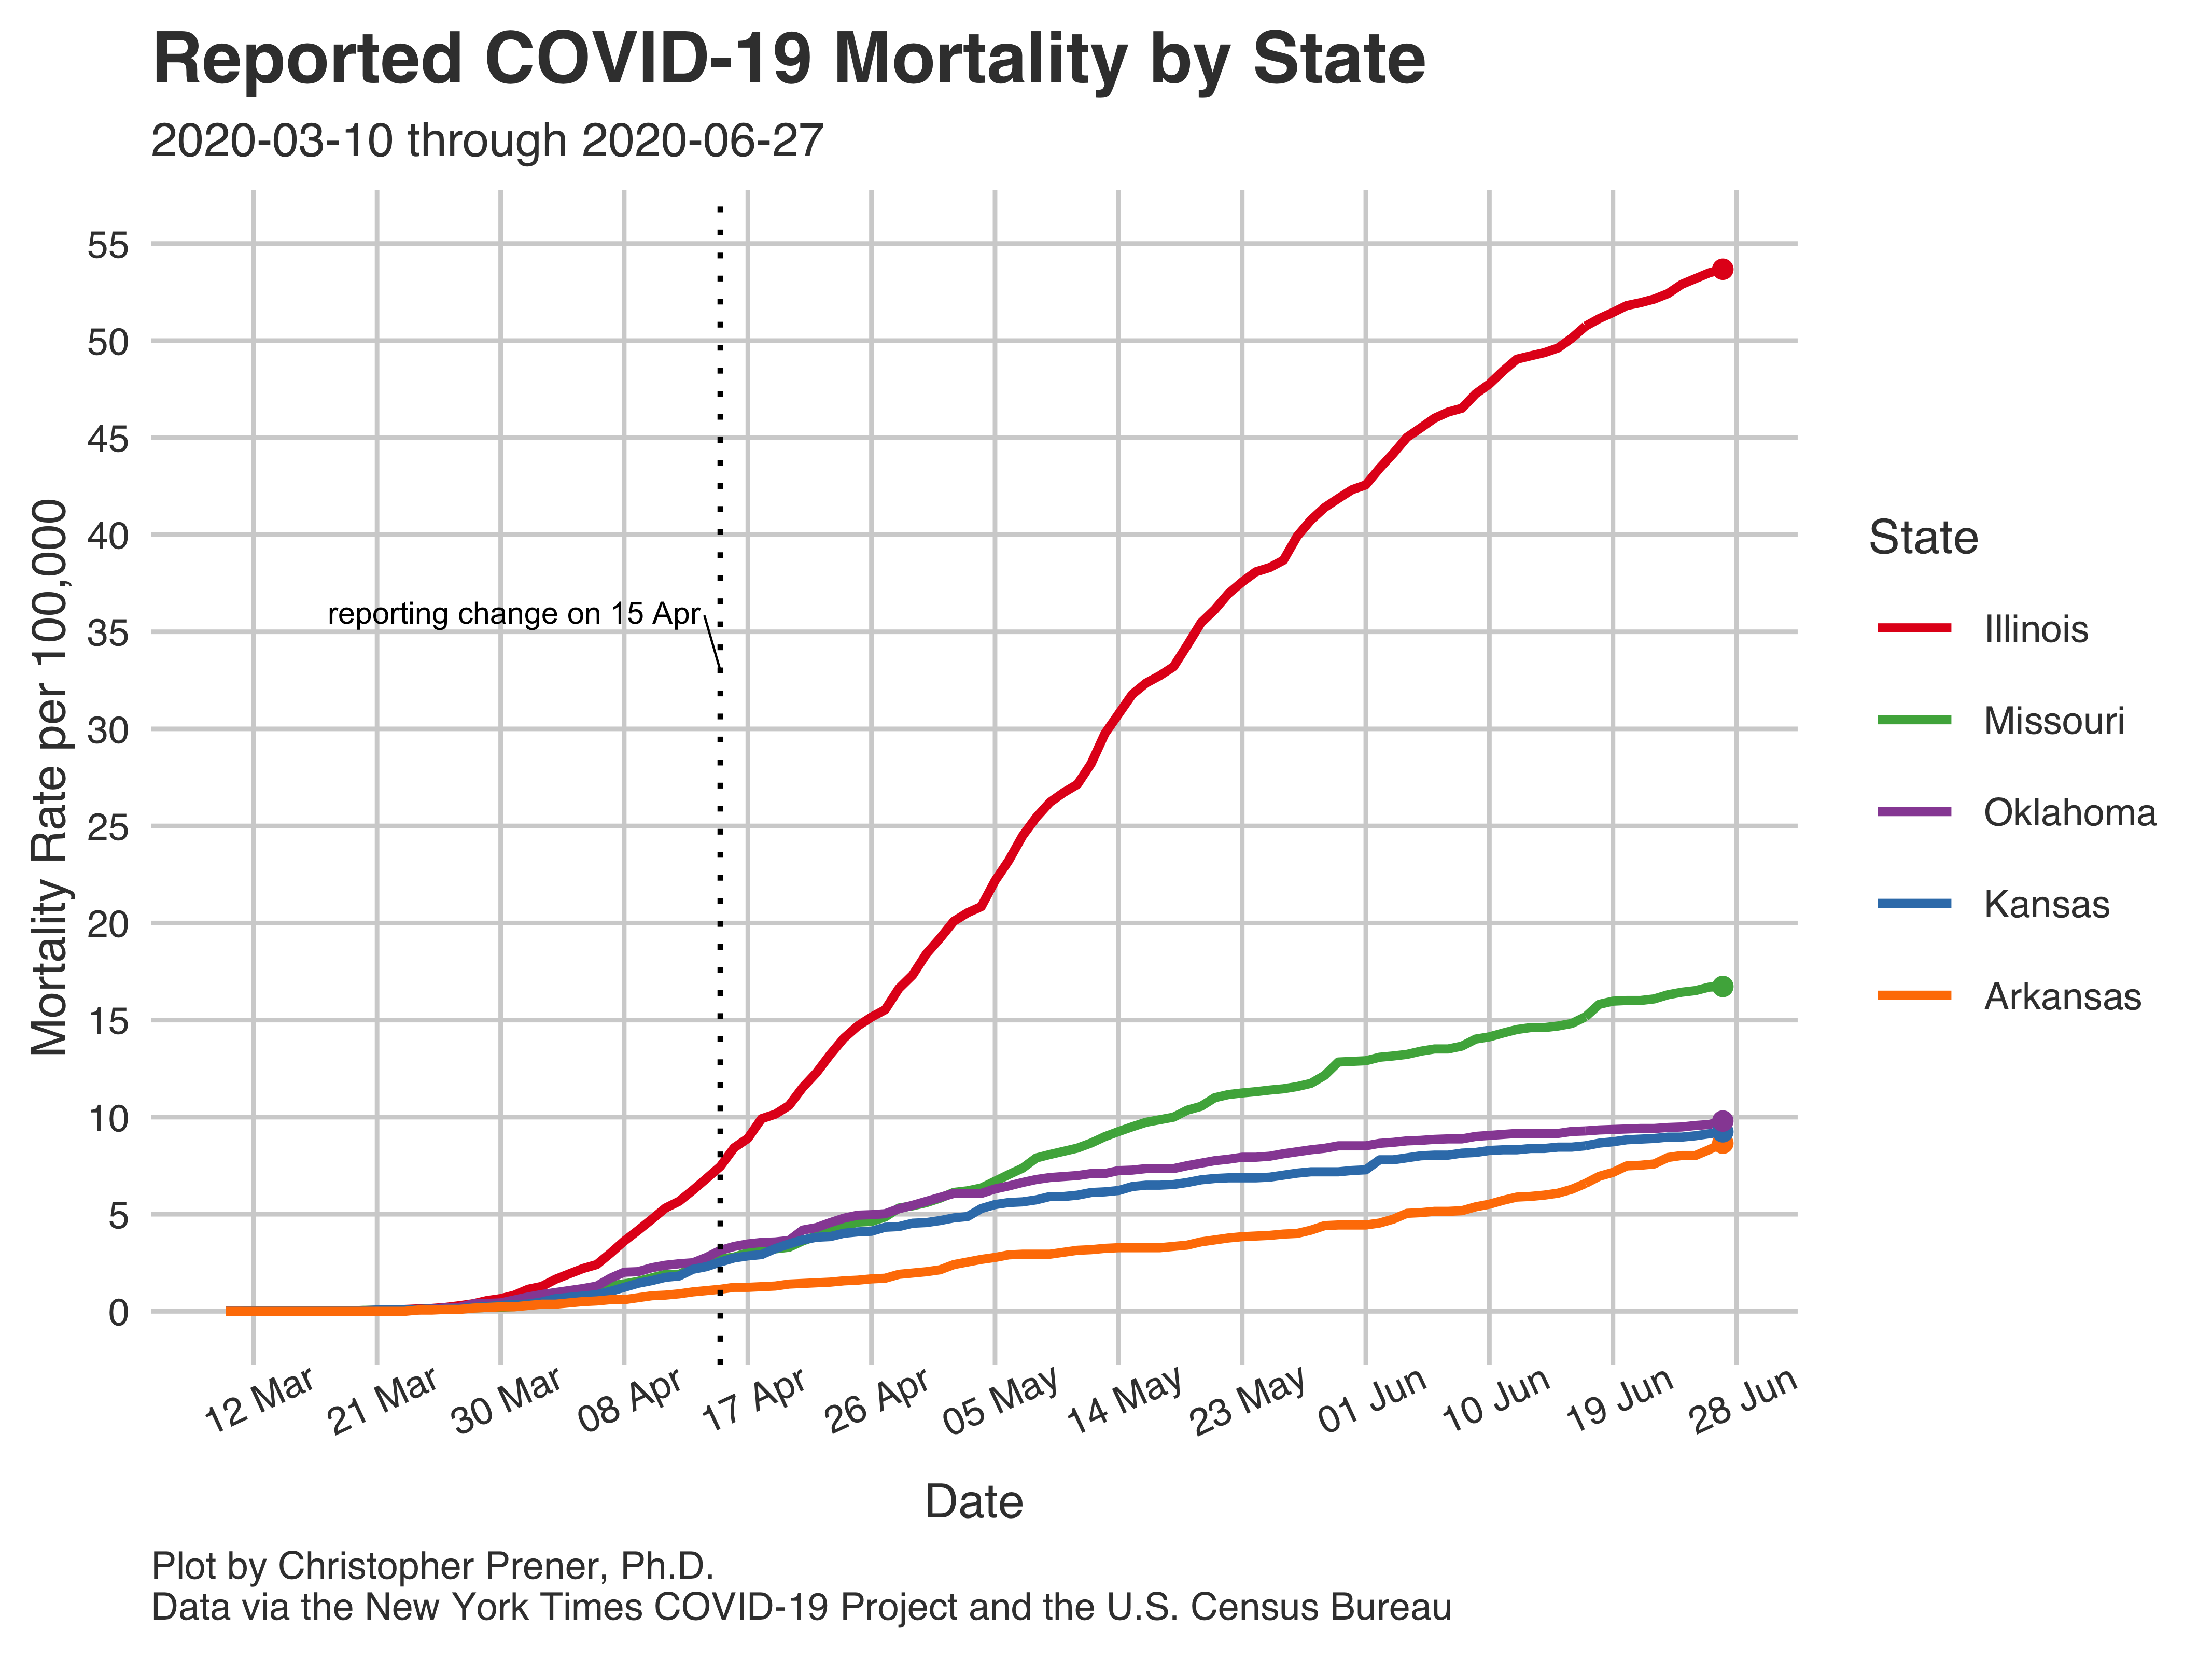 Reported COVID-19 Mortality by State
2020-03-10 through 2020-06-27
Mortality Rate per 100,000
55
50
45
40
35
30
25
20
15
10
5
0
reporting change on 15 Apr
12 Mar
21 Mar
30 Mar
08 Apr
17 Apr
26 Apr
05 May
14 May
23 May
01 Jun
10 Jun
19 Jun
28 Jun
Date
State
Illinois
Missouri
Oklahoma
Kansas
Arkansas
Plot by Christopher Prener, Ph.D.
Data via the New York Times COVID-19 Project and the U.S. Census Bureau